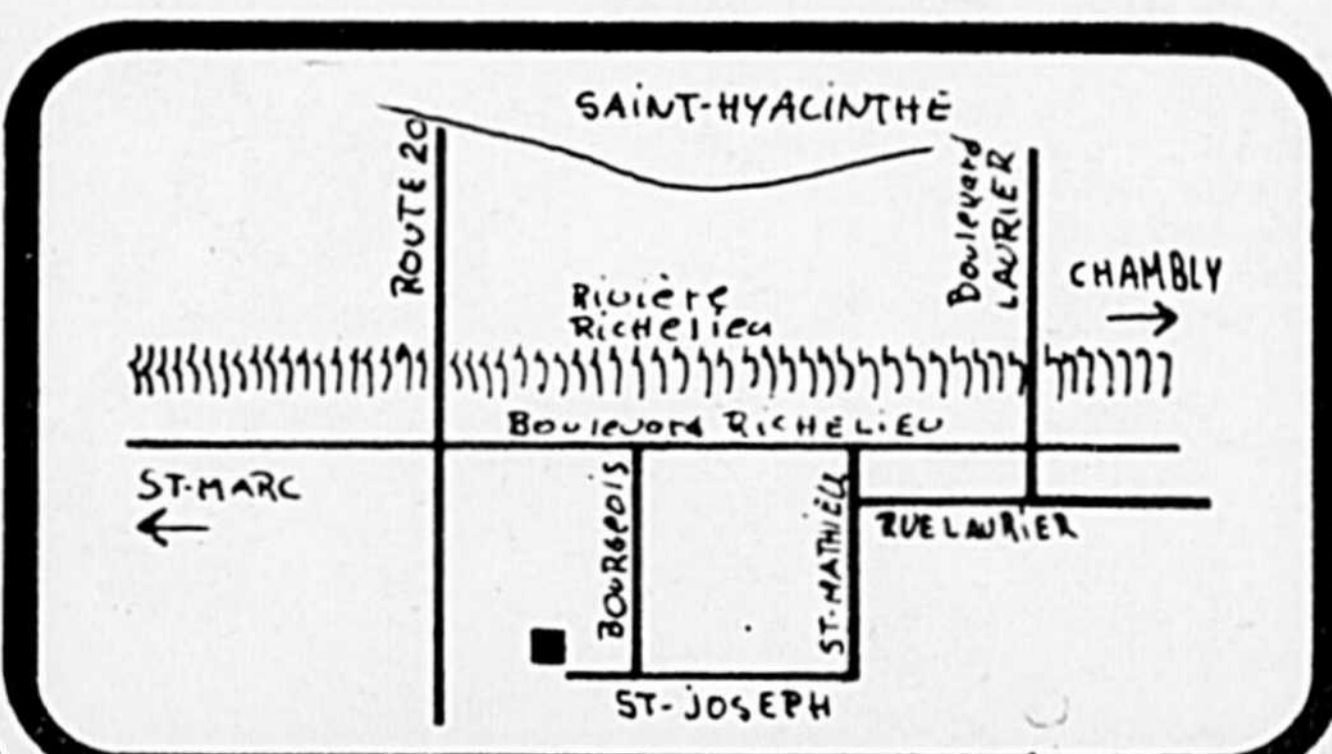 SAINT-HYACINTHE
ROUTE 20
Boulevard
LAURIER
CHAMBLY
Rivière
Richelieu
Boulevard RICHELIEU
ST-MARC
BOURGEOIS
ST-MATHIEU
RUE LAURIER
ST-JOSEPH